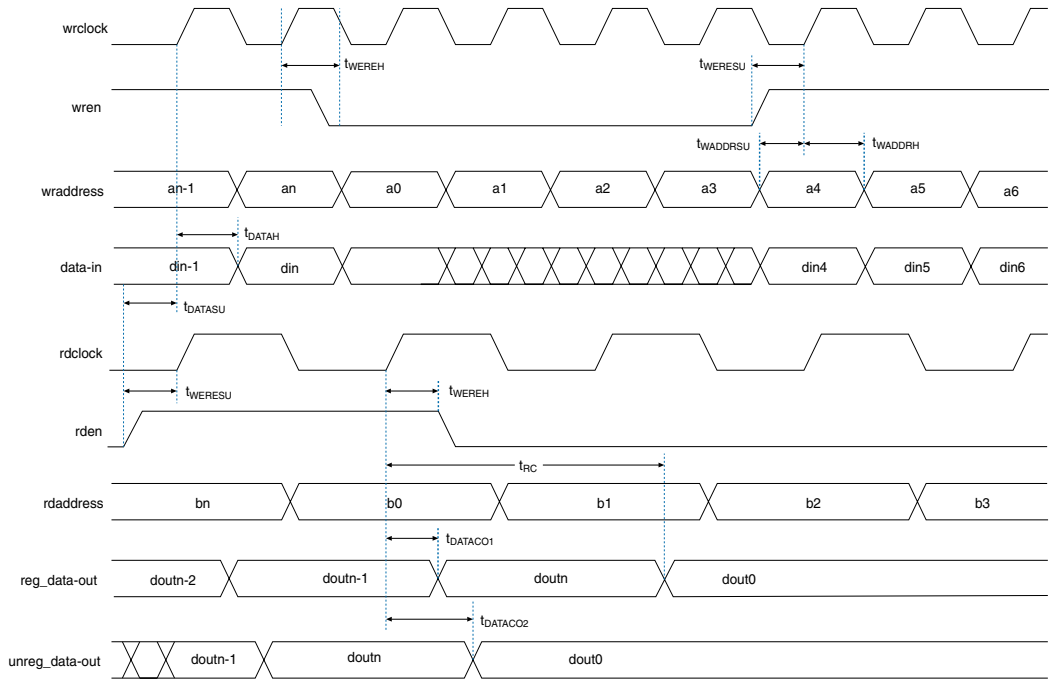 wrclock
tWEREH
tWERESU
wren
tWADDRSU
tWADDRH
wraddress
an-1 an a0 a1 a2 a3 a4 a5 a6
tDATAH
data-in
din-1 din din4 din5 din6
tDATASU
rdclock
tWERESU
tWEREH
rden
tRC
rdaddress
bn b0 b1 b2 b3
tDATACO1
reg_data-out
doutn-2 doutn-1 doutn dout0
tDATACO2
unreg_data-out
doutn-1 doutn dout0